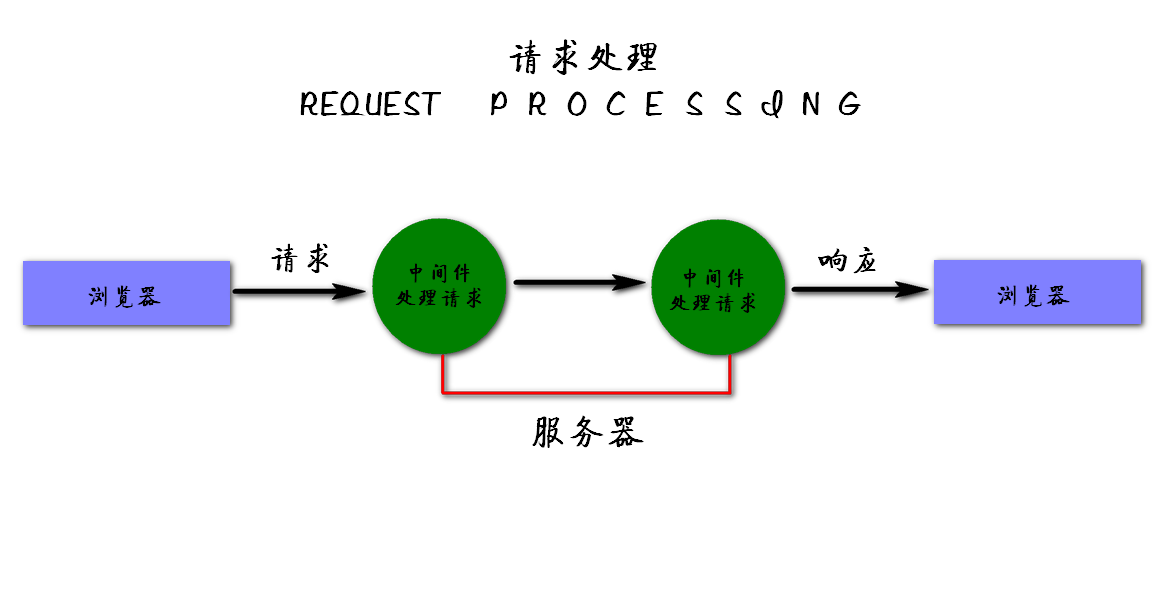 请求处理
REQUEST PROCESSING
请求
响应
浏览器
中间件
处理请求
中间件
处理请求
浏览器
服务器